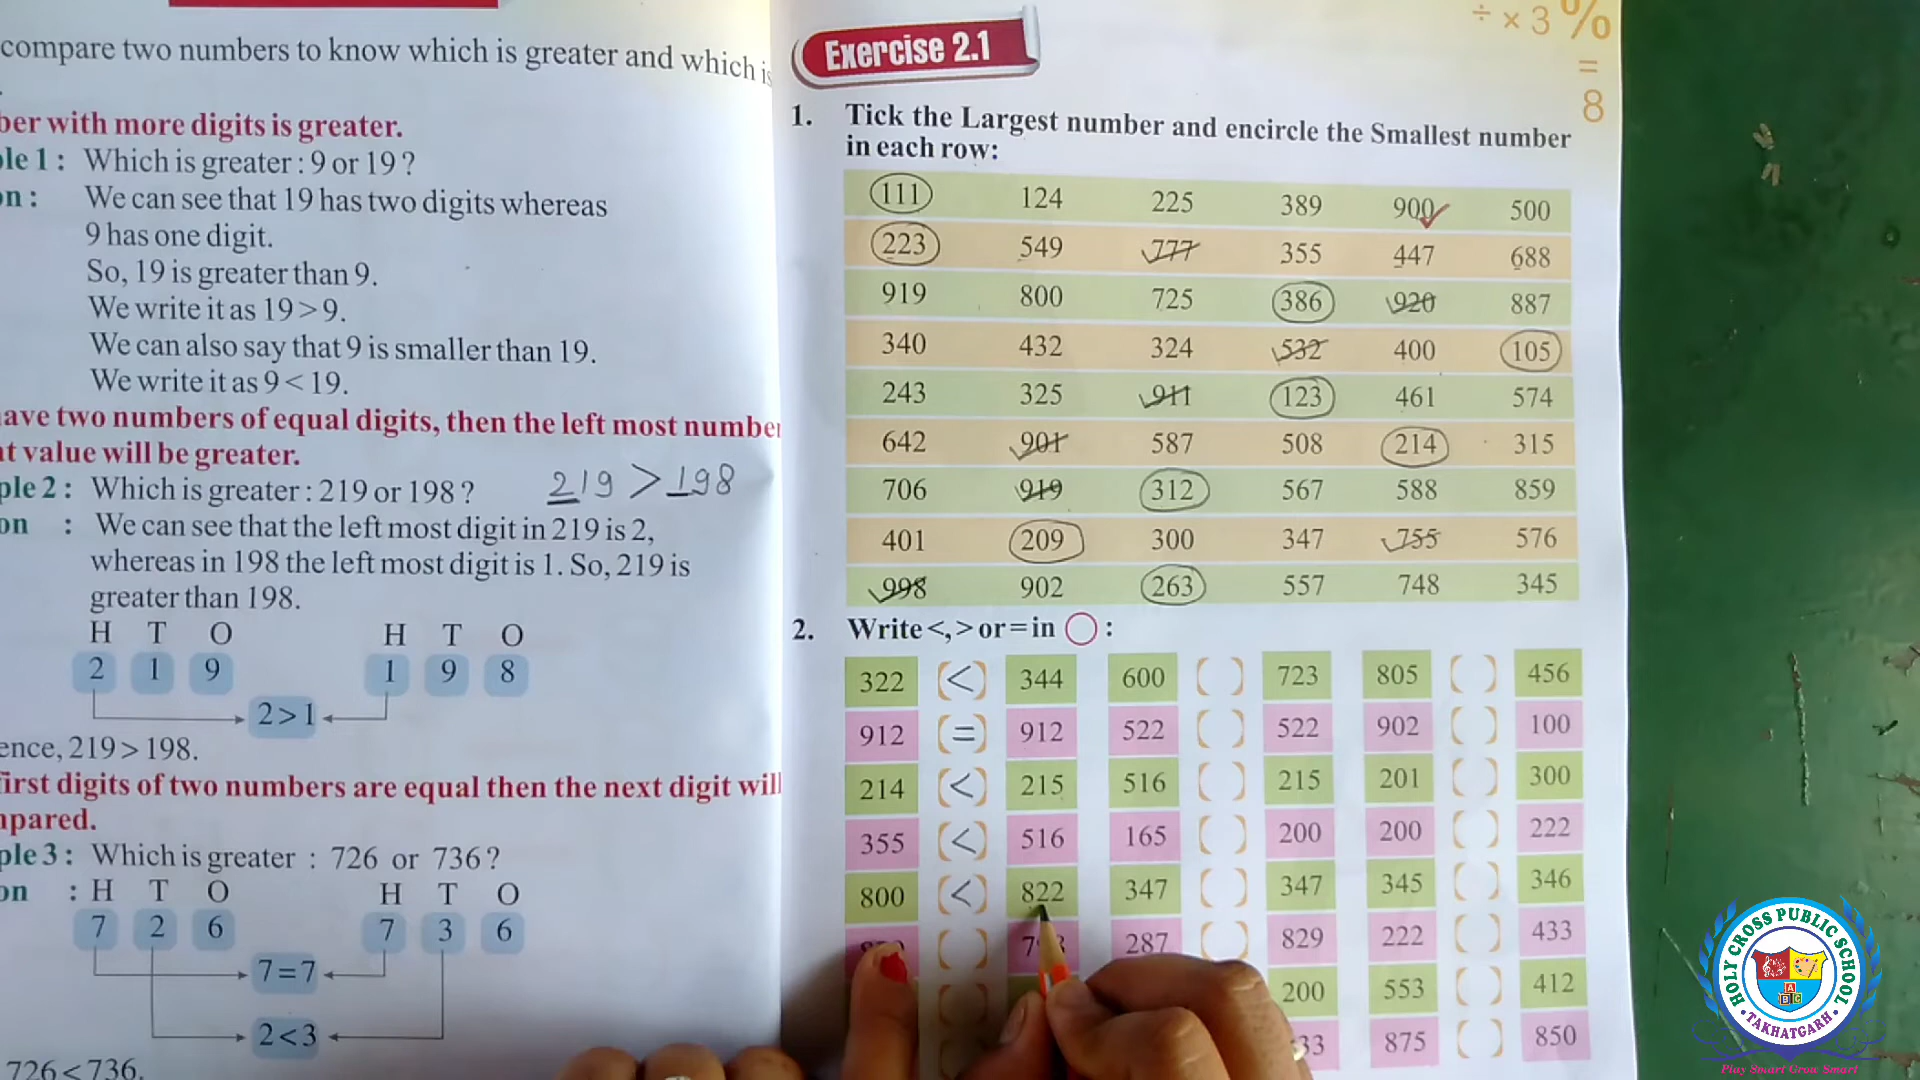 compare two numbers to know which is greater and which is
ber with more digits is greater.
le 1 : Which is greater : 9 or 19 ?
on : We can see that 19 has two digits whereas
9 has one digit.
So, 19 is greater than 9.
We write it as 19 > 9.
We can also say that 9 is smaller than 19.
We write it as 9 < 19.
ave two numbers of equal digits, then the left most number
at value will be greater.
ple 2 : Which is greater : 219 or 198 ? 219 > 198
on : We can see that the left most digit in 219 is 2,
whereas in 198 the left most digit is 1. So, 219 is
greater than 198.
H T O H T O
2 1 9 1 9 8
2 > 1
ence, 219 > 198.
first digits of two numbers are equal then the next digit will
mpared.
ple 3 : Which is greater : 726 or 736 ?
on : H T O H T O
7 2 6 7 3 6
7 = 7
2 < 3
726 < 736.
÷ × 3 %
=
8
Exercise 2.1
1. Tick the Largest number and encircle the Smallest number
in each row:
111 124 225 389 900 ✓ 500
223 549 777 355 447 688
919 800 725 386 920 887
340 432 324 532 400 105
243 325 911 123 461 574
642 901 587 508 214 315
706 919 312 567 588 859
401 209 300 347 755 576
998 902 263 557 748 345
2. Write <, > or = in ◯ :
322 (<) 344 600 ( ) 723 805 ( ) 456
912 (=) 912 522 ( ) 522 902 ( ) 100
214 (<) 215 516 ( ) 215 201 ( ) 300
355 (<) 516 165 ( ) 200 200 ( ) 222
800 (<) 822 347 ( ) 347 345 ( ) 346
( ) 287 ( ) 829 222 ( ) 433
200 553 ( ) 412
33 875 ( ) 850
HOLY CROSS PUBLIC SCHOOL
A
B C
• TAKHATGARH •
Play Smart Grow Smart